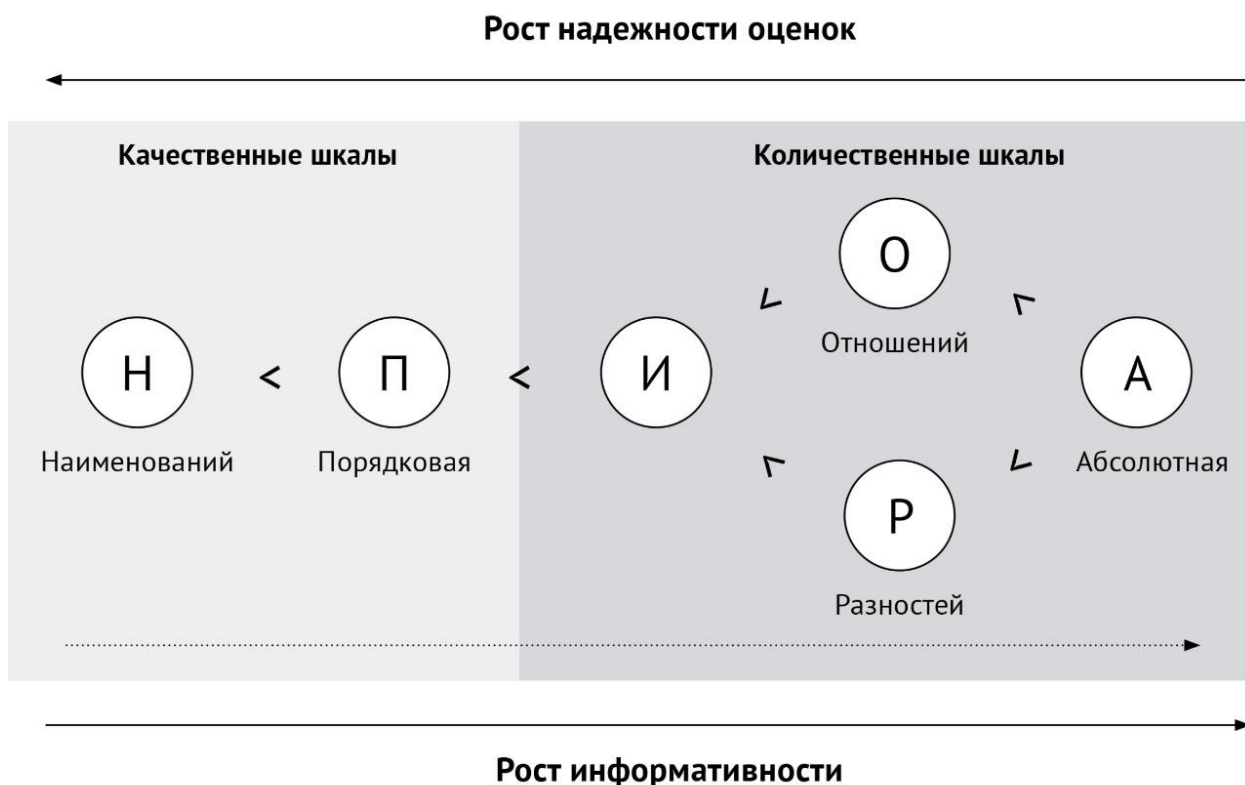 Рост надежности оценок
Качественные шкалы
Количественные шкалы
О
Отношений
Н
<
П
<
И
<
<
А
Наименований
Порядковая
Абсолютная
<
<
Р
Разностей
Рост информативности